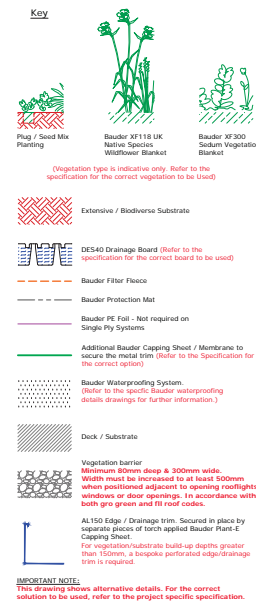 Key
Plug / Seed Mix
Planting
Bauder XF118 UK
Native Species
Wildflower Blanket
Bauder XF300
Sedum Vegetatio
Blanket
(Vegetation type is indicative only. Refer to the
specification for the correct vegetation to be Used)
Extensive / Biodiverse Substrate
DES40 Drainage Board (Refer to the
specification for the correct board to be used)
Bauder Filter Fleece
Bauder Protection Mat
Bauder PE Foil - Not required on
Single Ply Systems
Additional Bauder Capping Sheet / Membrane to
secure the metal trim (Refer to the Specification for
the correct option)
Bauder Waterproofing System.
(Refer to the specfic Bauder waterproofing
details drawings for further information.)
Deck / Substrate
Vegetation barrier
Minimum 80mm deep & 300mm wide.
Width must be increased to at least 500mm
when positioned adjacent to opening rooflights
windows or door openings. In accordance with
both gro green and fll roof codes.
AL150 Edge / Drainage trim. Secured in place by
separate pieces of torch applied Bauder Plant-E
Capping Sheet.
For vegetation/substrate build-up depths greater
than 150mm, a bespoke perforated edge/drainage
trim is required.
IMPORTANT NOTE:
This drawing shows alternative details. For the correct
solution to be used, refer to the project specific specification.